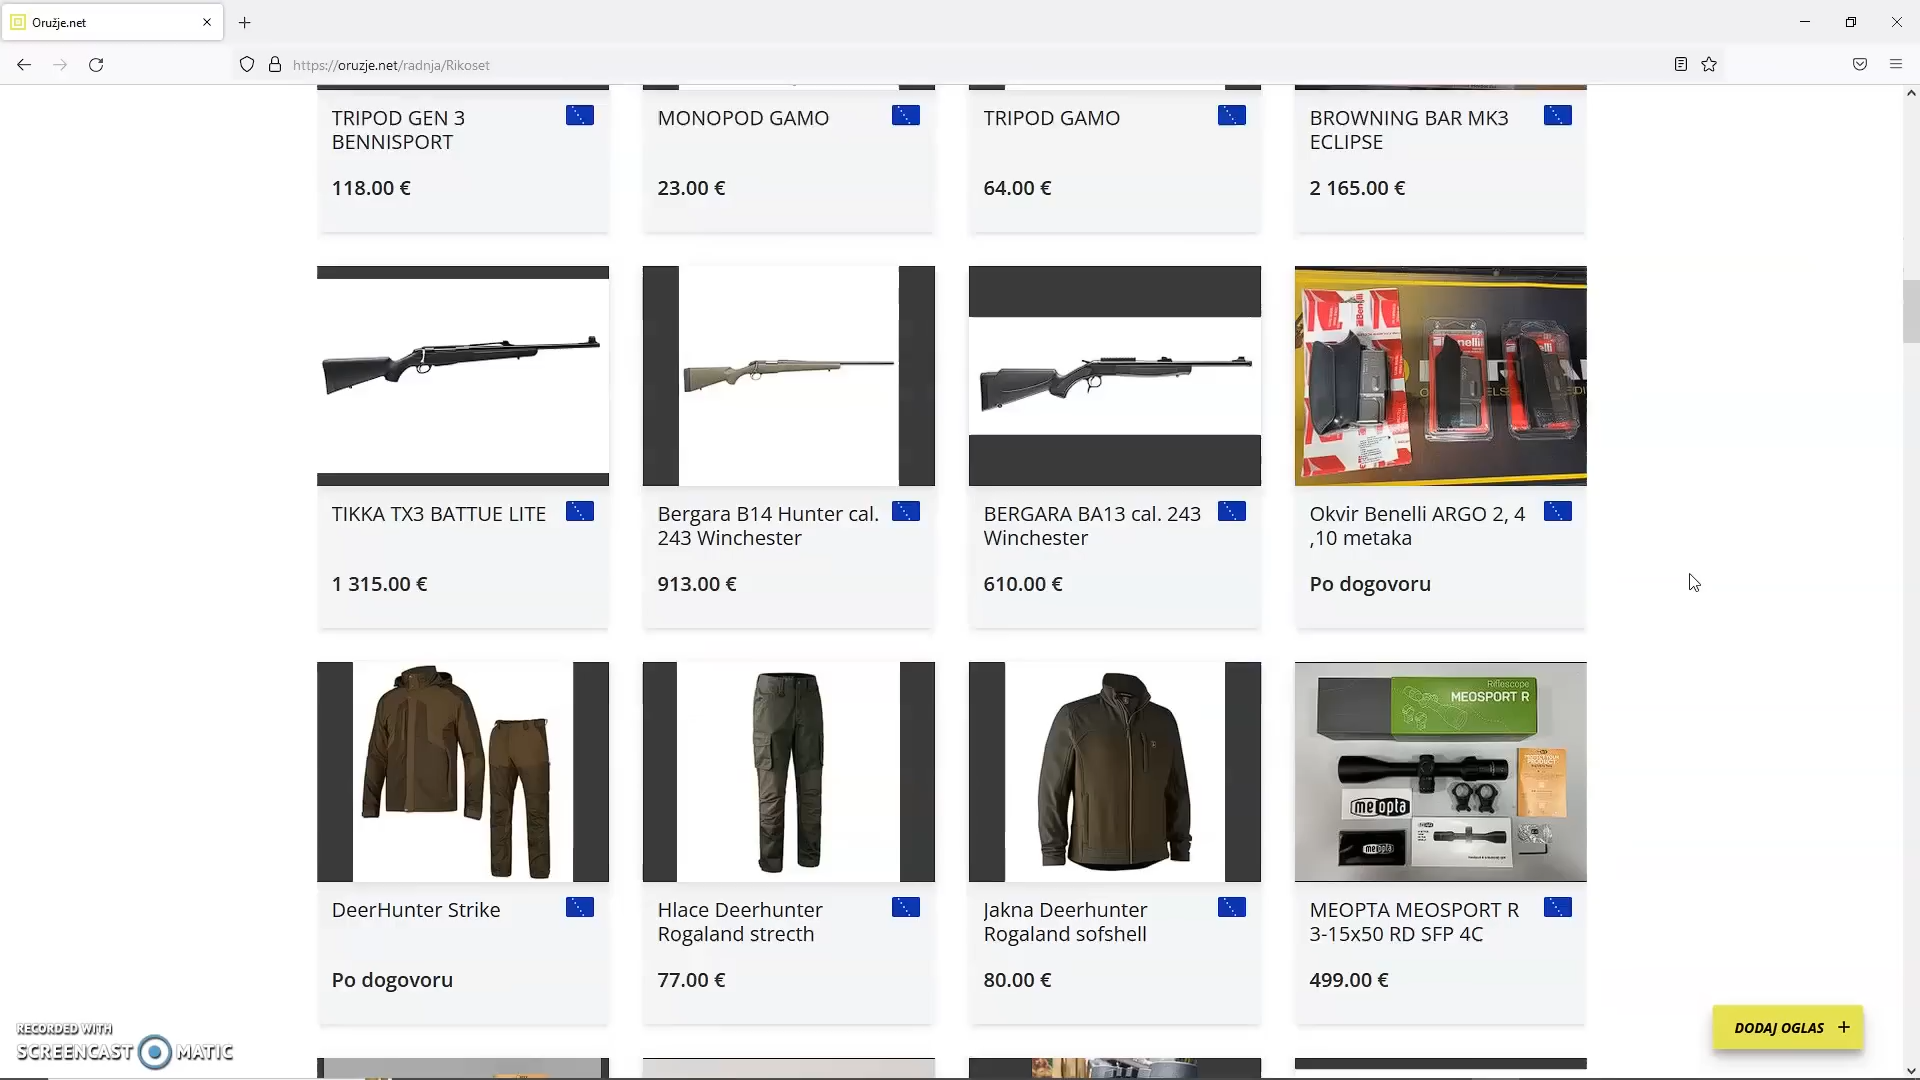 Oružje.net
https://oruzje.net/radnja/Rikoset
TRIPOD GEN 3
BENNISPORT
118.00 €
MONOPOD GAMO
23.00 €
TRIPOD GAMO
64.00 €
BROWNING BAR MK3
ECLIPSE
2 165.00 €
Benelli
TIKKA TX3 BATTUE LITE
1 315.00 €
Bergara B14 Hunter cal.
243 Winchester
913.00 €
BERGARA BA13 cal. 243
Winchester
610.00 €
Okvir Benelli ARGO 2, 4
,10 metaka
Po dogovoru
Riflescope
MEOSPORT R
meopta
meopta
DeerHunter Strike
Po dogovoru
Hlace Deerhunter
Rogaland strecth
77.00 €
Jakna Deerhunter
Rogaland sofshell
80.00 €
MEOPTA MEOSPORT R
3-15x50 RD SFP 4C
499.00 €
DODAJ OGLAS +
RECORDED WITH
SCREENCAST MATIC